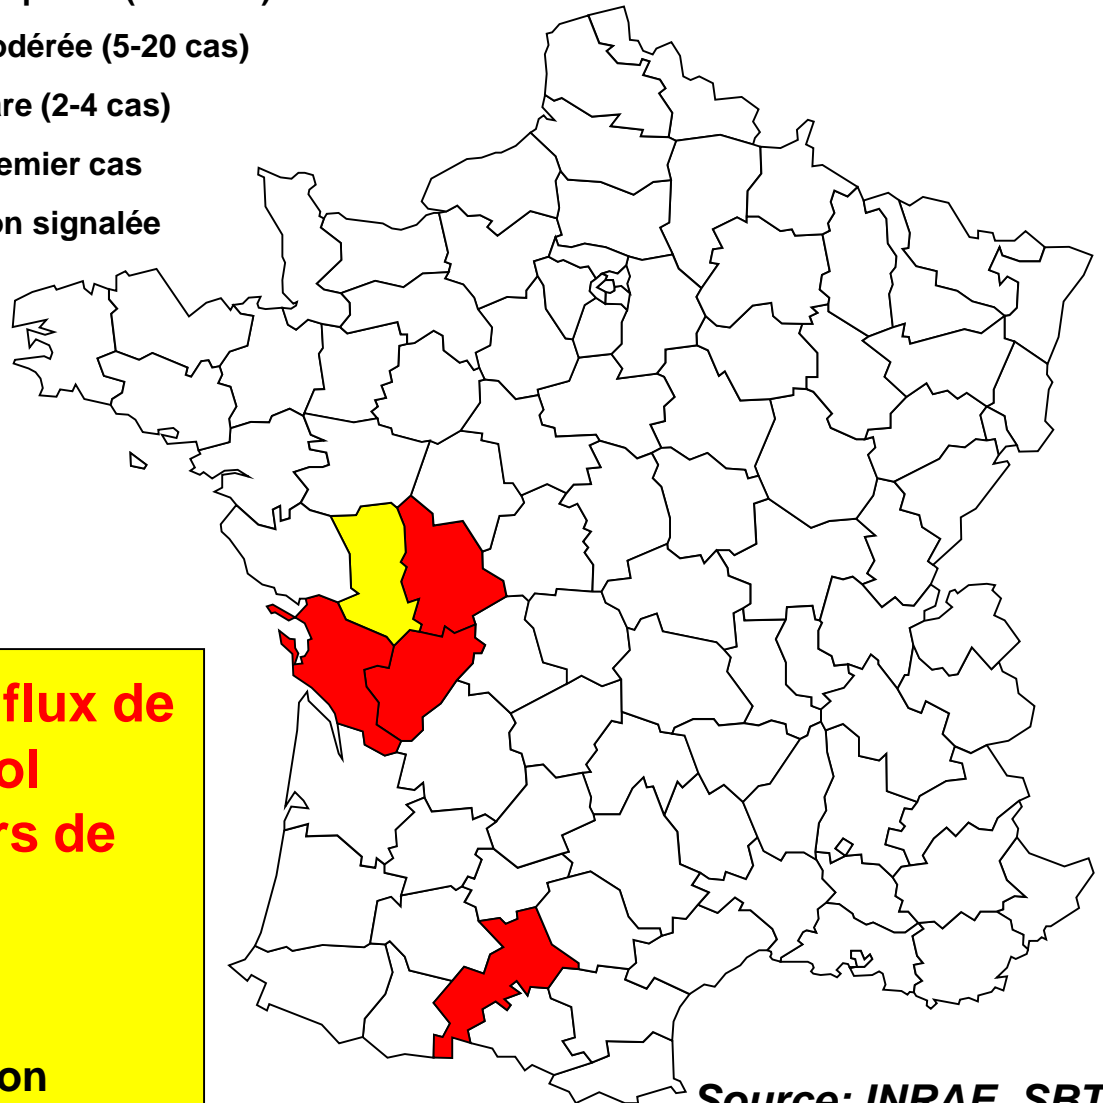 odérée (5-20 cas)
are (2-4 cas)
emier cas
on signalée
flux de
ol
rs de
on
Source: INRAE, SBT